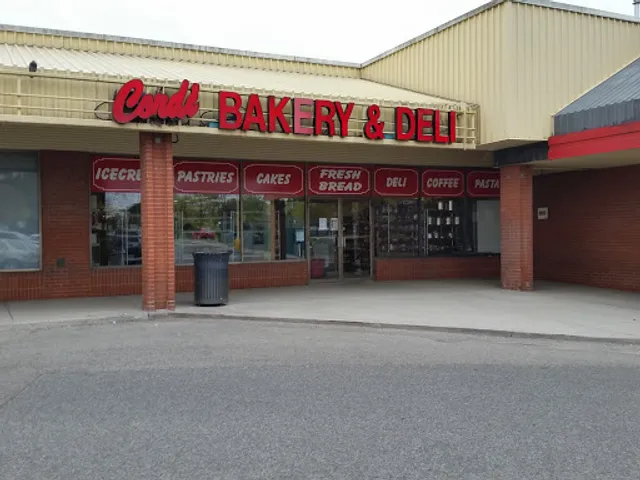 Cordi's BAKERY & DELI
ICECRE
PASTRIES
CAKES
FRESH
BREAD
DELI
COFFEE
PASTA